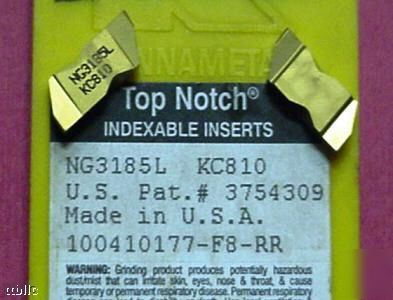 NNAMETA
NG3185L
KC810
Top Notch®
INDEXABLE INSERTS
NG3185L KC810
U.S. Pat.# 3754309
Made in U.S.A.
100410177-F8-RR
WARNING: Grinding product produces potentially hazardous
dust/mist that can irritate skin, eyes, nose & throat, & cause
temporary or permanent respiratory disease. Permanent respiratory